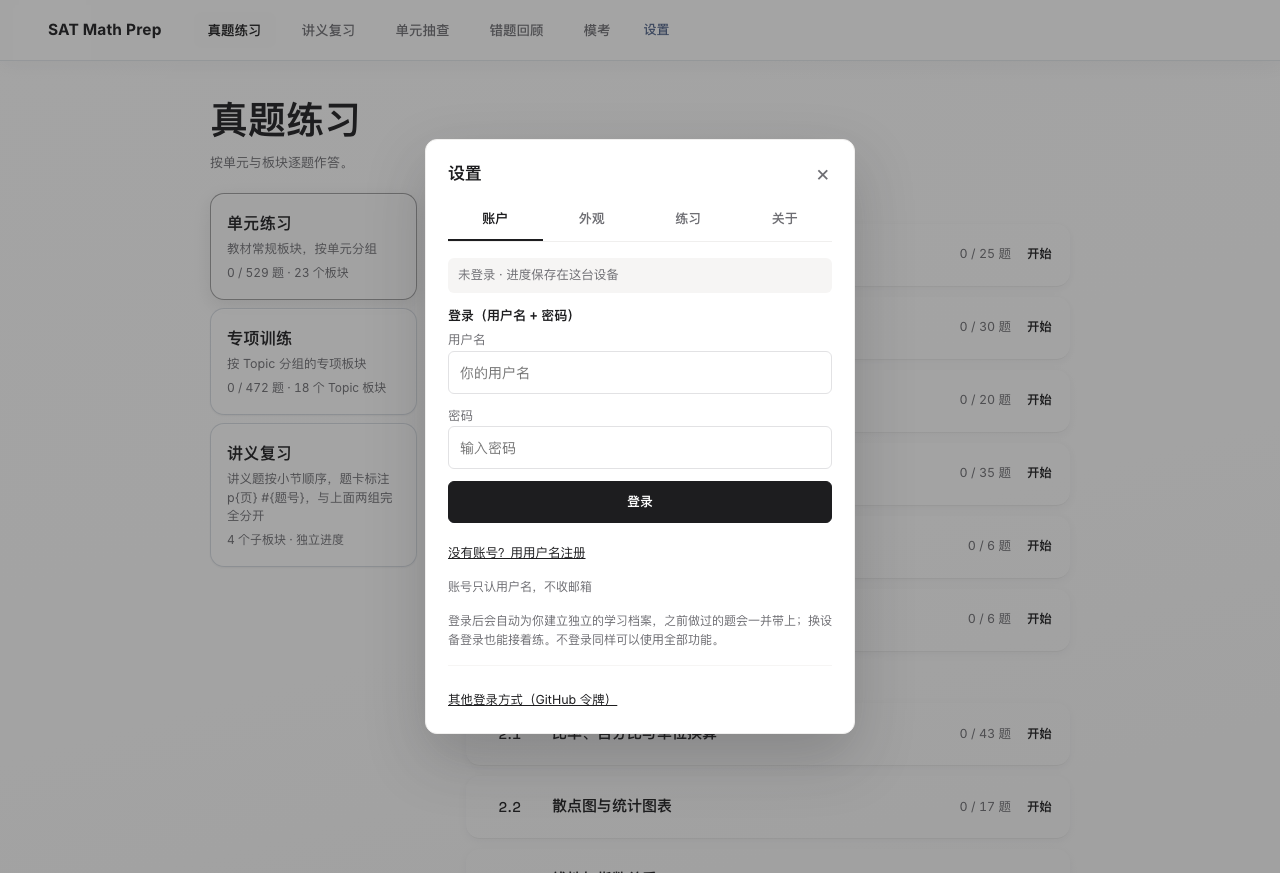 SAT Math Prep
真题练习
讲义复习
单元抽查
错题回顾
模考
设置
真题练习
按单元与板块逐题作答。
单元练习
教材常规板块，按单元分组
0 / 529 题 · 23 个板块
专项训练
按 Topic 分组的专项板块
0 / 472 题 · 18 个 Topic 板块
讲义复习
讲义题按小节顺序，题卡标注
p{页} #{题号}，与上面两组完
全分开
4 个子板块 · 独立进度
设置
×
账户
外观
练习
关于
未登录 · 进度保存在这台设备
登录（用户名 + 密码）
用户名
你的用户名
密码
输入密码
登录
没有账号？用用户名注册
账号只认用户名，不收邮箱
登录后会自动为你建立独立的学习档案，之前做过的题会一并带上；换设
备登录也能接着练。不登录同样可以使用全部功能。
其他登录方式（GitHub 令牌）
0 / 25 题 开始
0 / 30 题 开始
0 / 20 题 开始
0 / 35 题 开始
0 / 6 题 开始
0 / 6 题 开始
2.1 比率、百分比与单位换算 0 / 43 题 开始
2.2 散点图与统计图表 0 / 17 题 开始